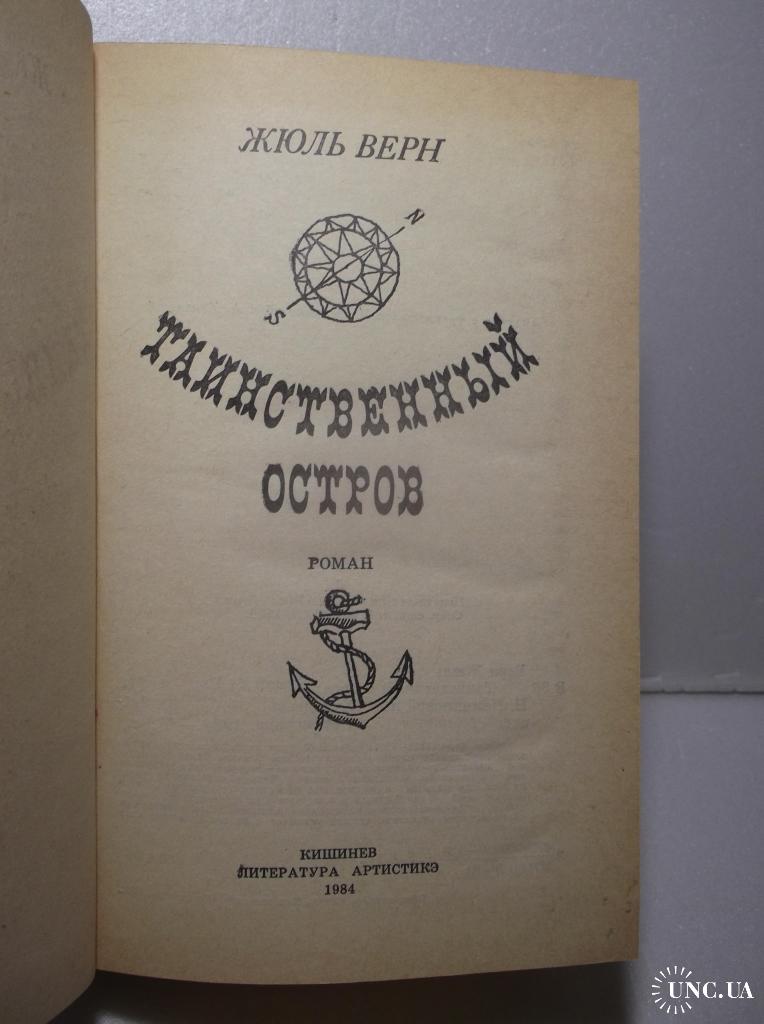 ЖЮЛЬ ВЕРН
N
S
ТАИНСТВЕННЫЙ
ОСТРОВ
РОМАН
КИШИНЕВ
ЛИТЕРАТУРА АРТИСТИКЭ
1984
UNC.UA